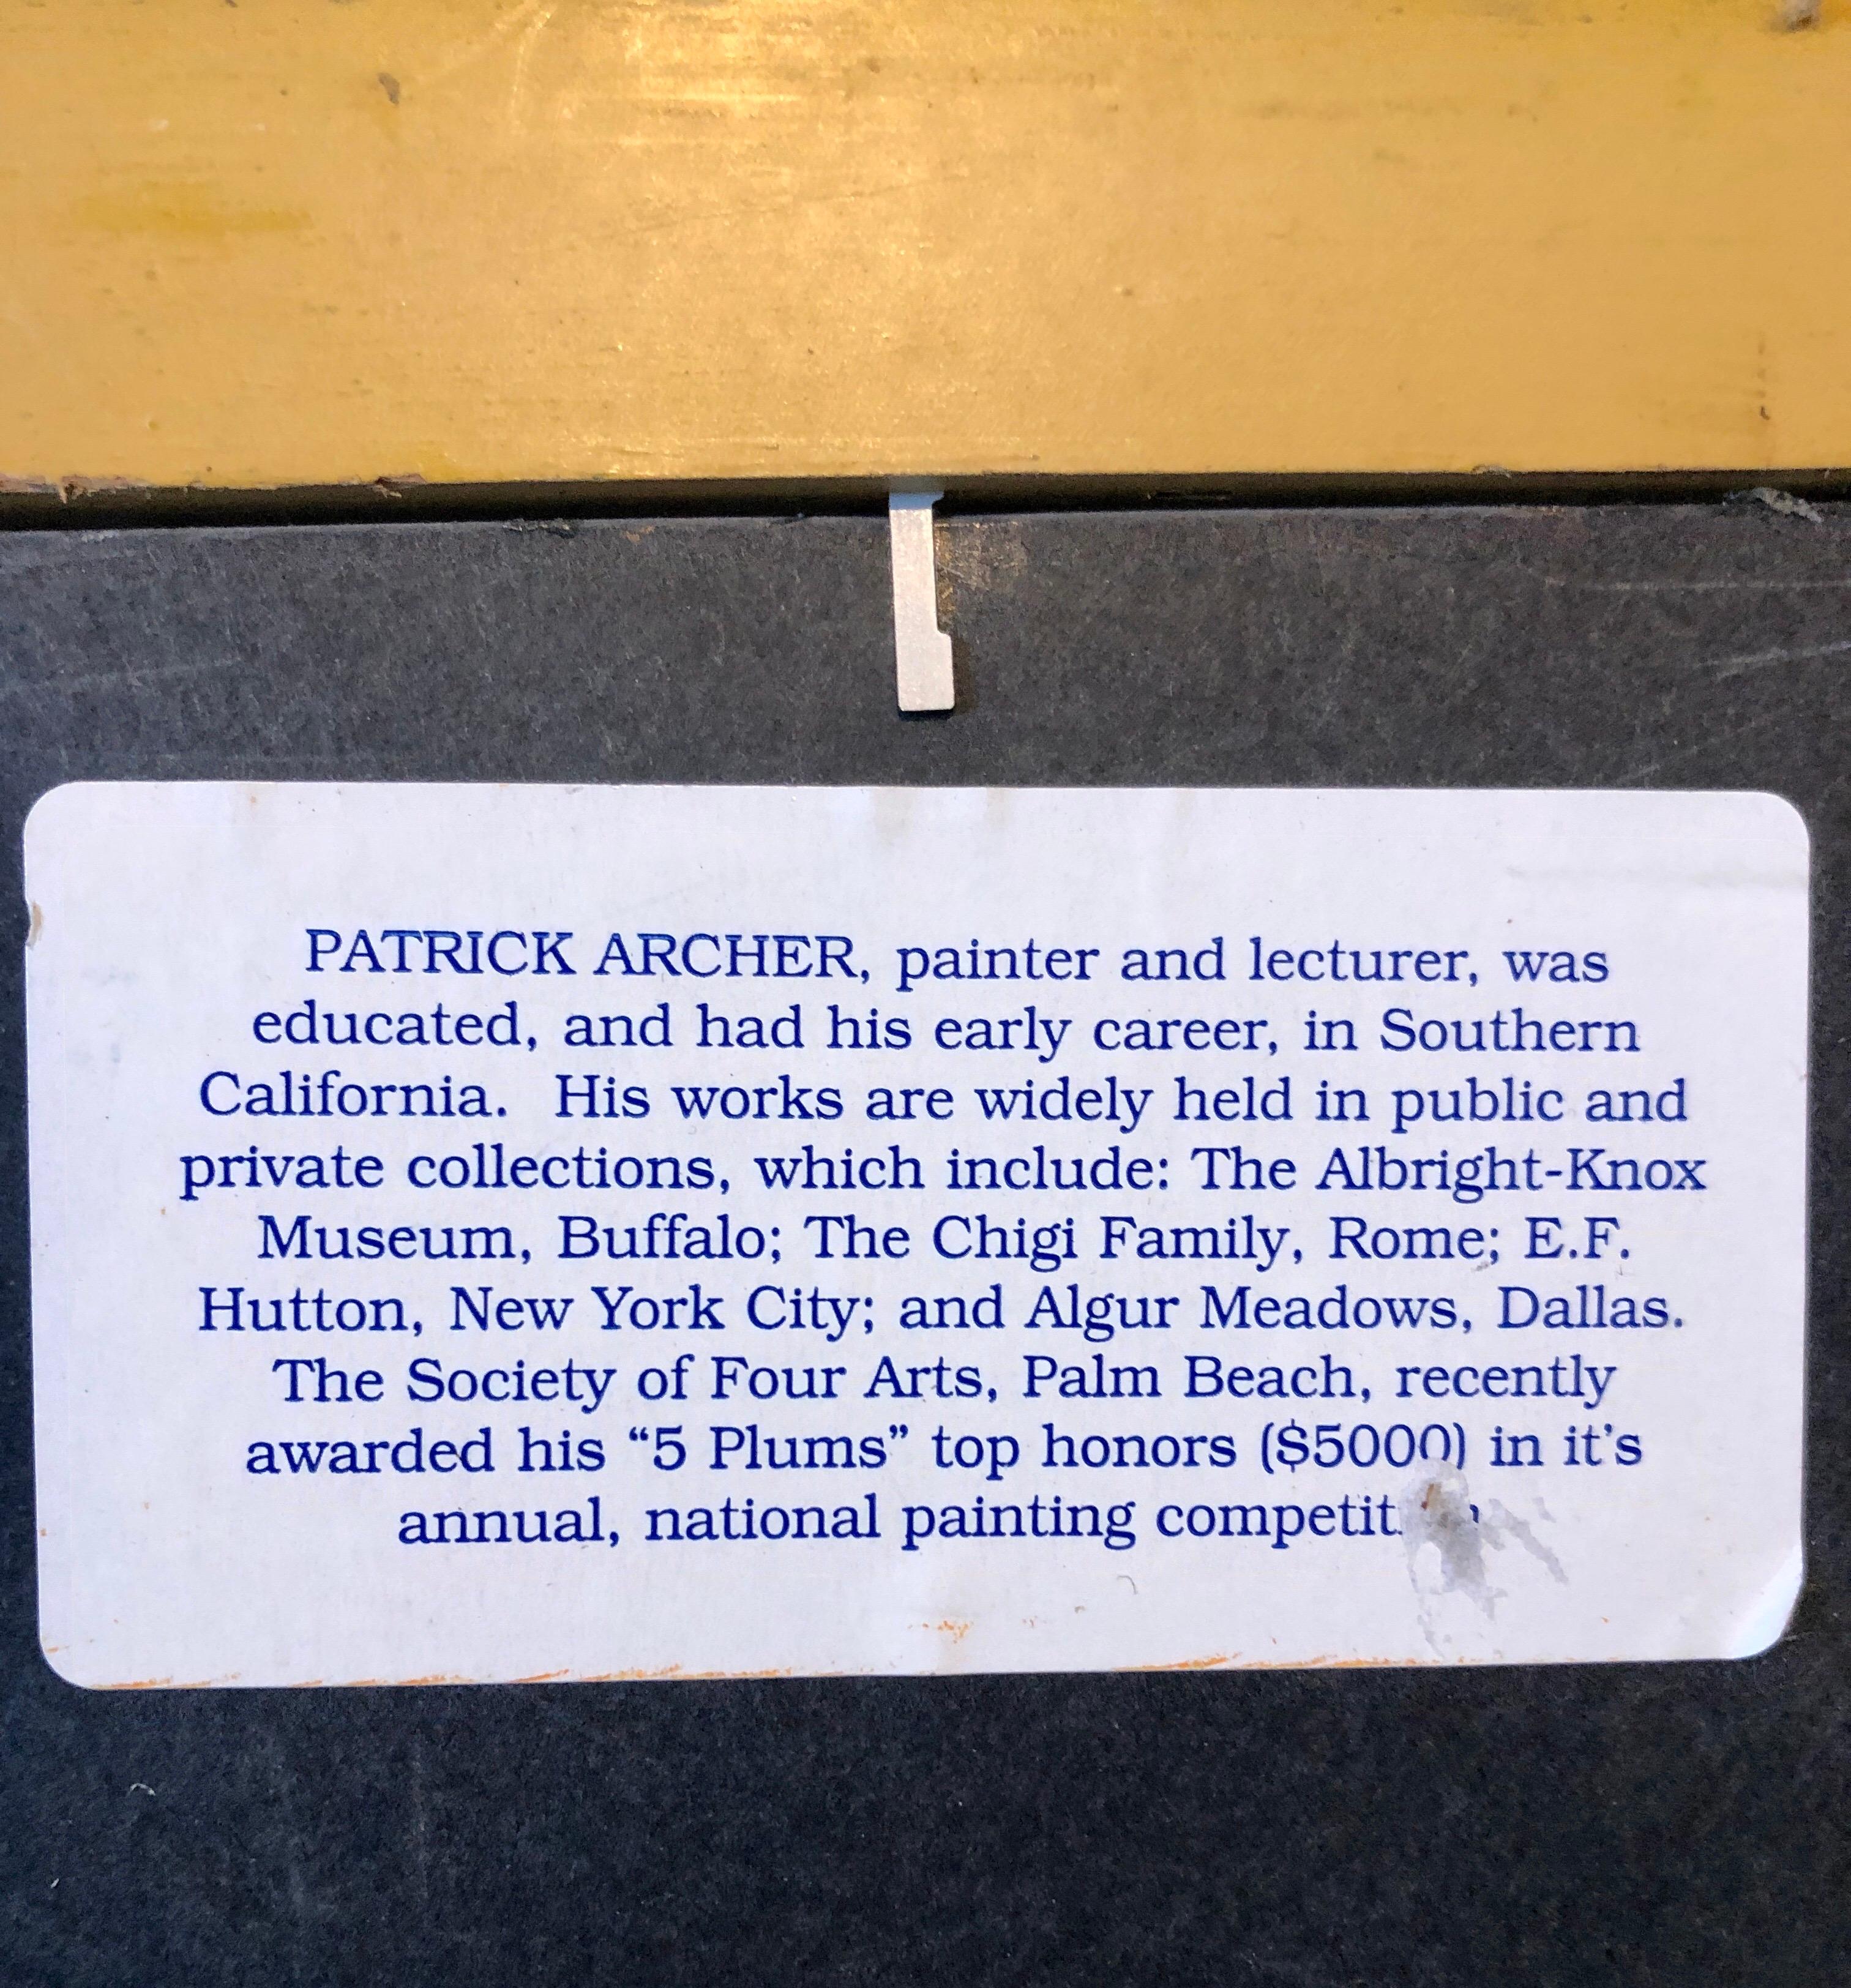 PATRICK ARCHER, painter and lecturer, was
educated, and had his early career, in Southern
California. His works are widely held in public and
private collections, which include: The Albright-Knox
Museum, Buffalo; The Chigi Family, Rome; E.F.
Hutton, New York City; and Algur Meadows, Dallas.
The Society of Four Arts, Palm Beach, recently
awarded his “5 Plums” top honors ($5000) in it's
annual, national painting